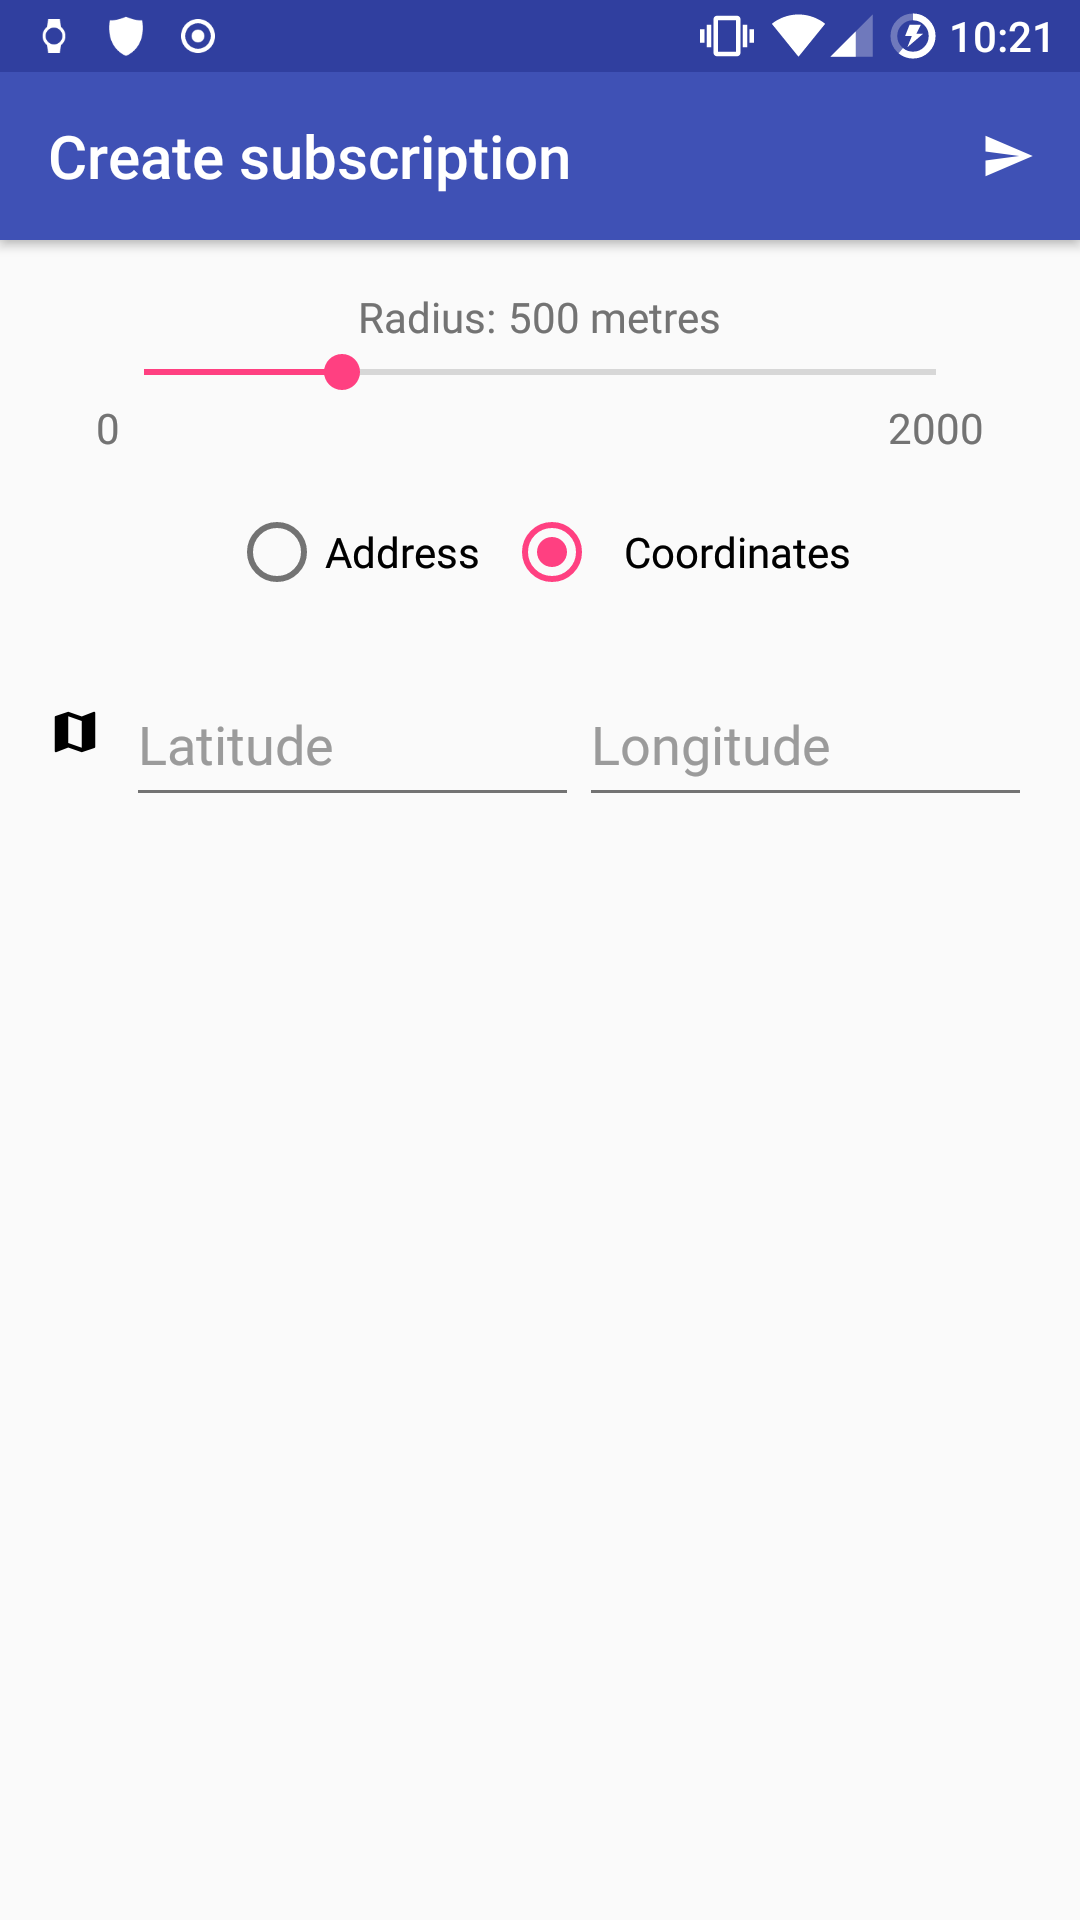 10:21
Create subscription
Radius: 500 metres
0 2000
Address Coordinates
Latitude Longitude